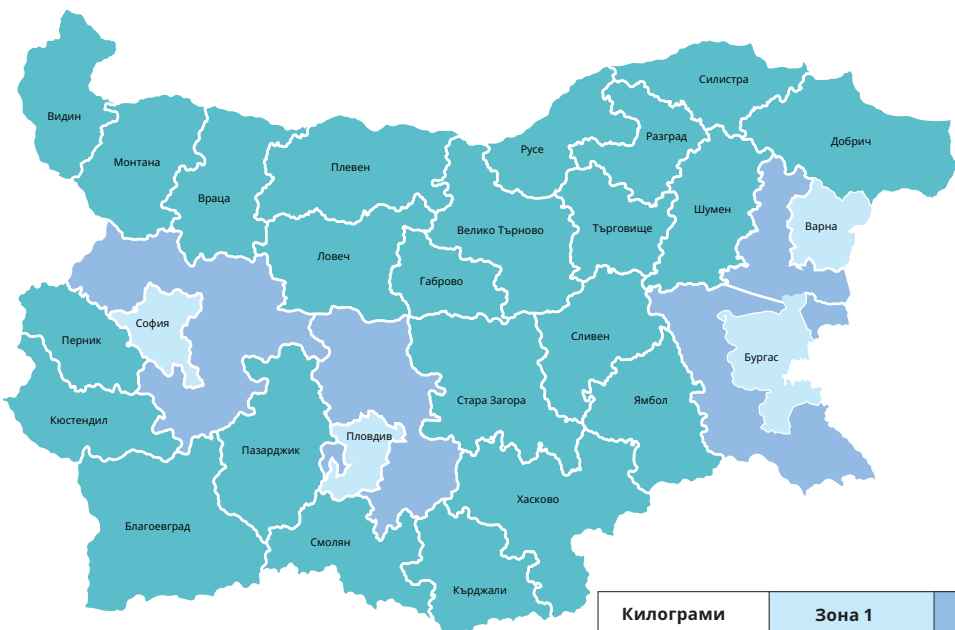 Силистра
Видин
Разград
Добрич
Русе
Монтана
Плевен
Враца
Шумен
Варна
Търговище
Велико Търново
Ловеч
Габрово
София
Сливен
Перник
Бургас
Стара Загора
Ямбол
Кюстендил
Пловдив
Пазарджик
Хасково
Благоевград
Смолян
Кърджали
Килограми Зона 1